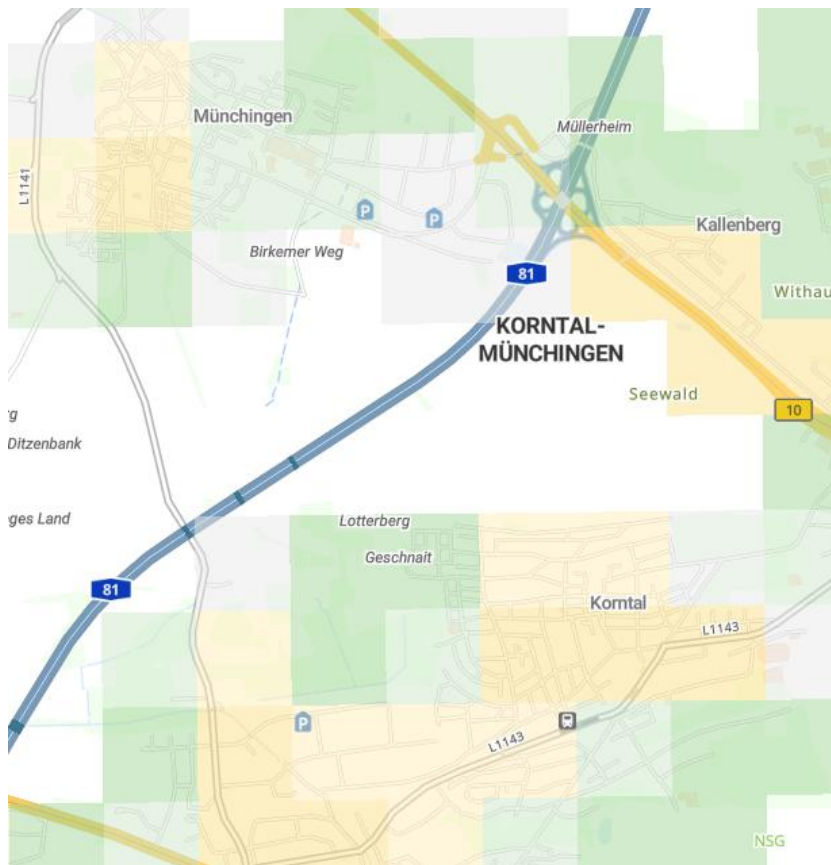 Münchingen
Müllerheim
L1141
P
P
Kallenberg
Birkemer Weg
81
Withau
KORNTAL-
MÜNCHINGEN
Seewald
10
rg
Ditzenbank
Lotterberg
ges Land
Geschnait
81
Korntal
L1143
P
L1143
NSG